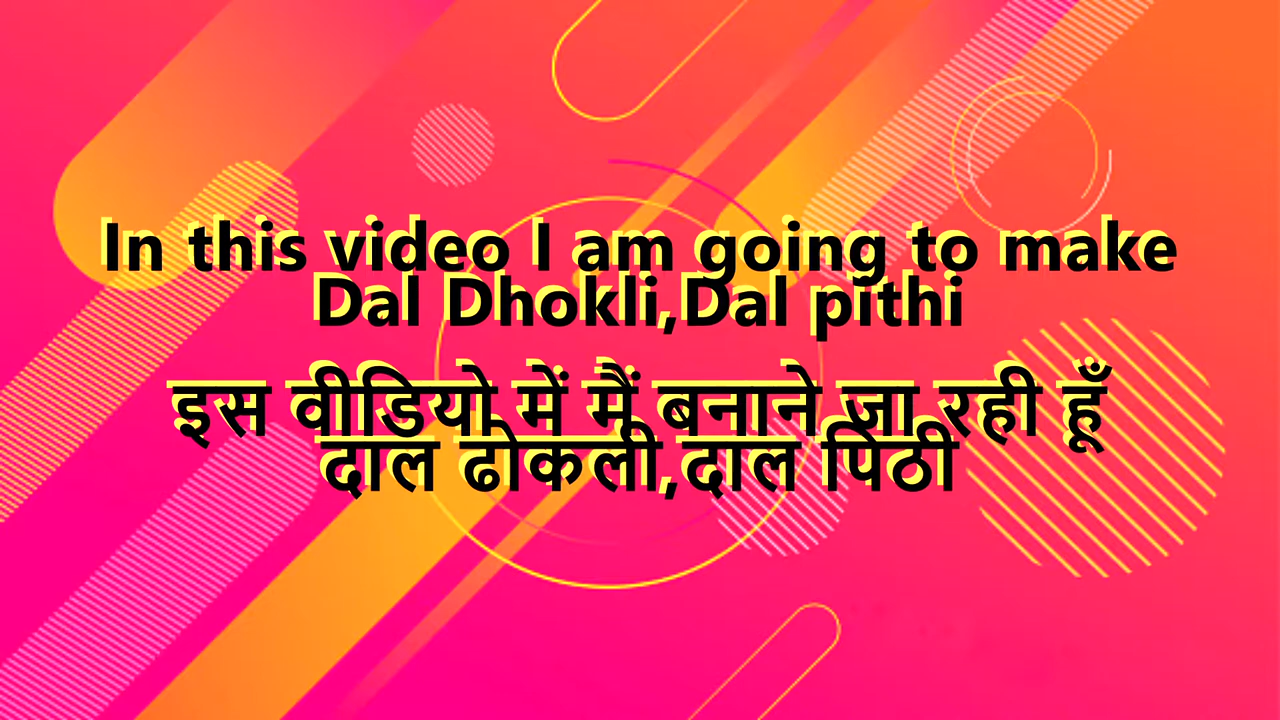 In this video I am going to make
Dal Dhokli,Dal pithi
इस वीडियो में मैं बनाने जा रही हूँ
दाल ढोकली,दाल पिठी